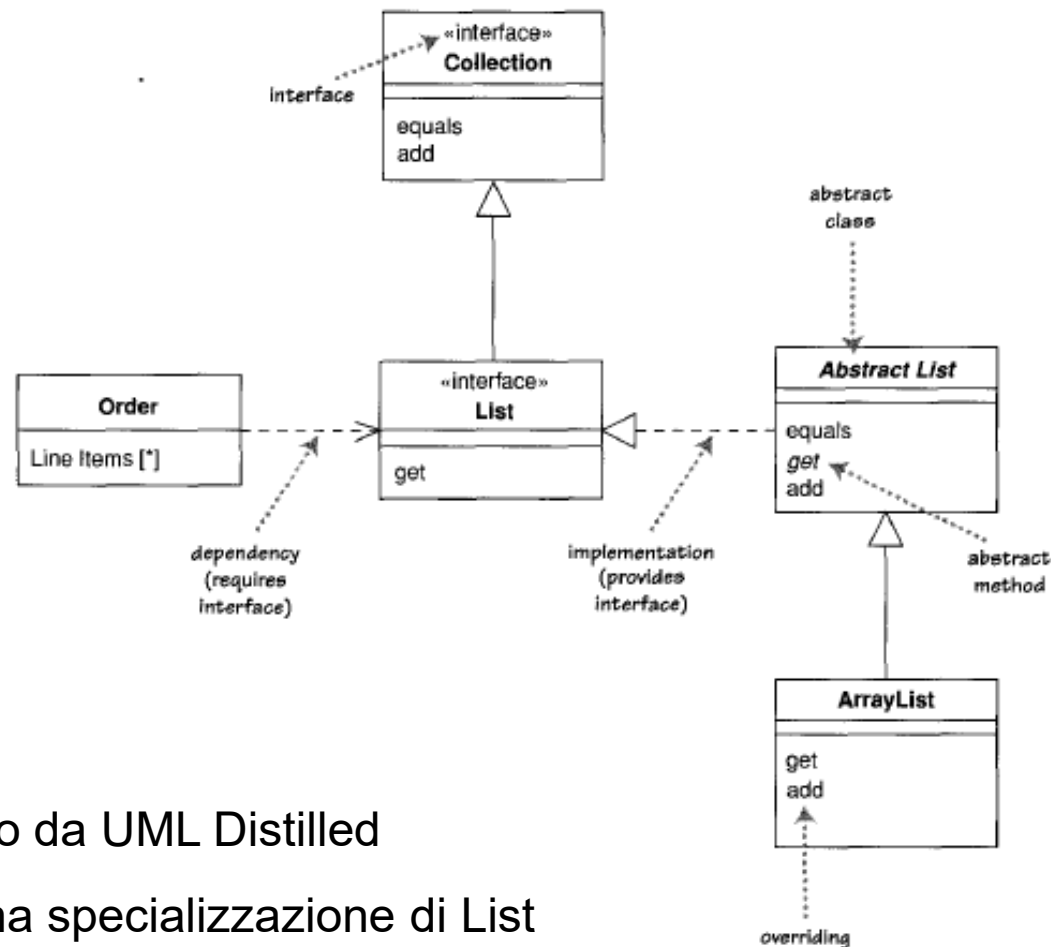 «interface»
Collection
interface
equals
add
abstract
class
«interface»
List
get
Abstract List
equals
get
add
Order
Line Items [*]
dependency
(requires
interface)
implementation
(provides
interface)
abstract
method
ArrayList
get
add
overriding
o da UML Distilled
na specializzazione di List